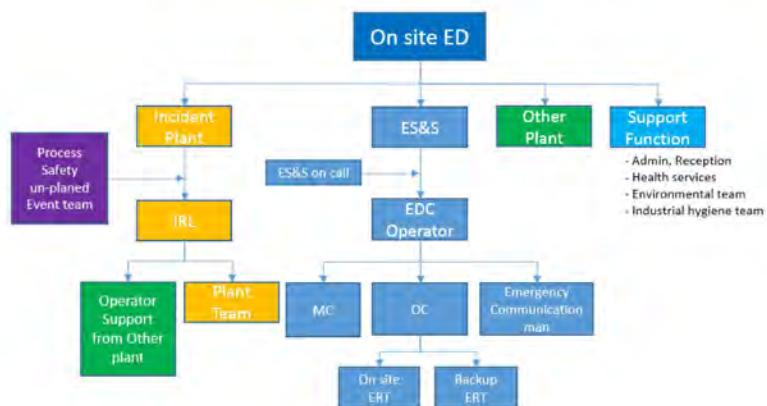 On site ED
Incident
Plant
ES&S
Other
Plant
Support
Function
- Admin, Reception
- Health services
- Environmental team
- Industrial hygiene team
Process
Safety
un-planed
Event team
ES&S on call
IRL
EDC
Operator
Operator
Support
from Other
plant
Plant
Team
MC
OC
Emergency
Communication
man
On site
ERT
Backup
ERT